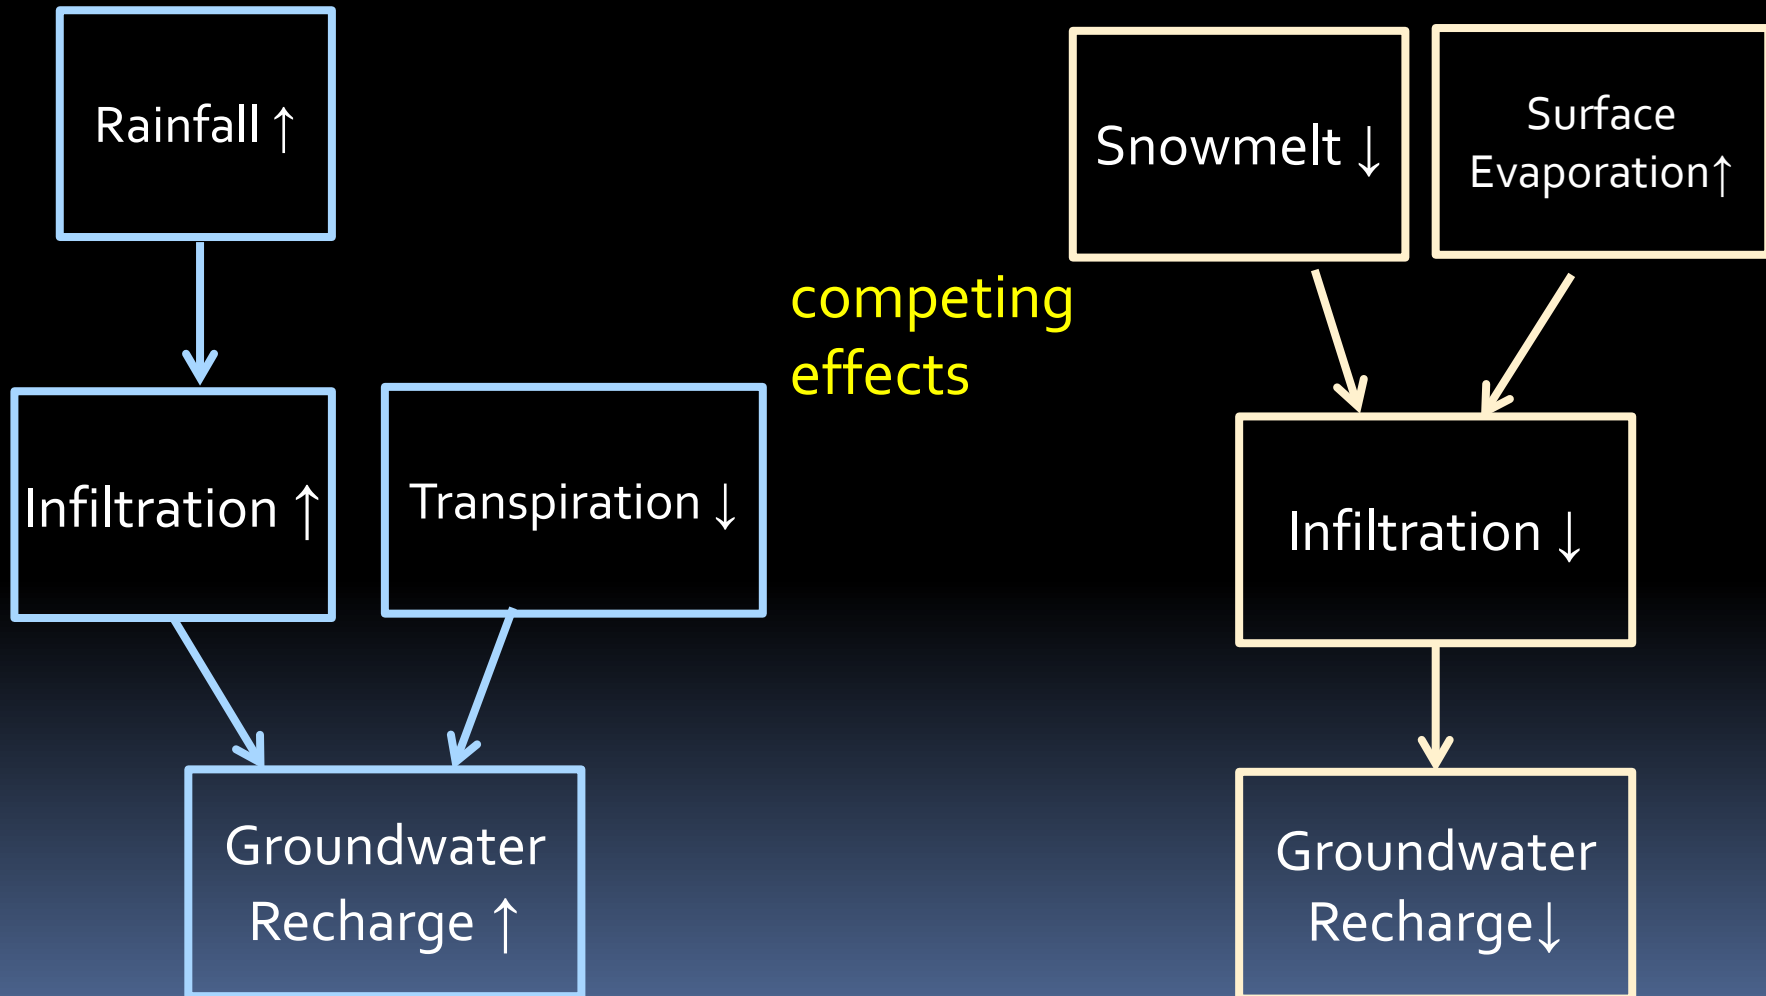 Rainfall ↑
Infiltration ↑
Transpiration ↓
Groundwater
Recharge ↑
competing
effects
Snowmelt ↓
Surface
Evaporation↑
Infiltration ↓
Groundwater
Recharge↓